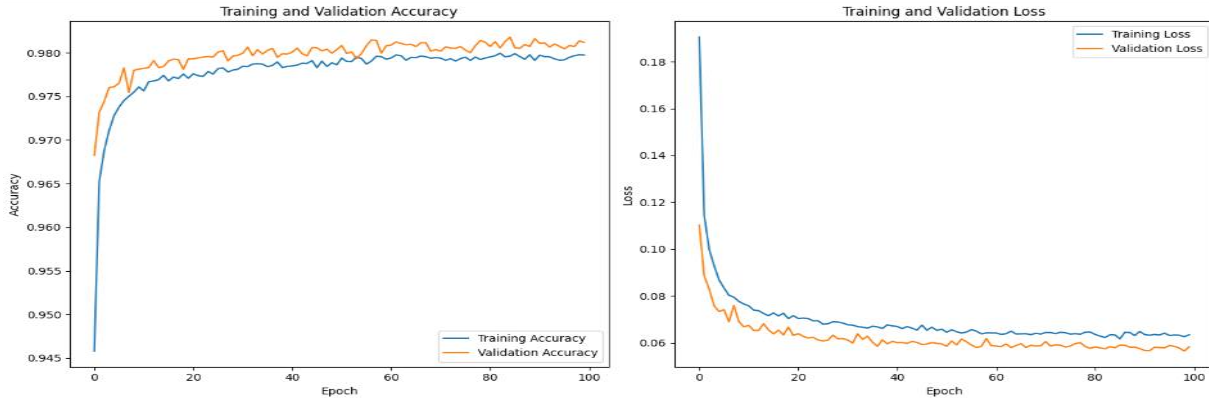 Training and Validation Accuracy
0.980
0.975
0.970
0.965
0.960
0.955
0.950
0.945
Accuracy
Training Accuracy
Validation Accuracy
0 20 40 60 80 100
Epoch
Training and Validation Loss
Training Loss
Validation Loss
0.18
0.16
0.14
0.12
0.10
0.08
0.06
Loss
0 20 40 60 80 100
Epoch